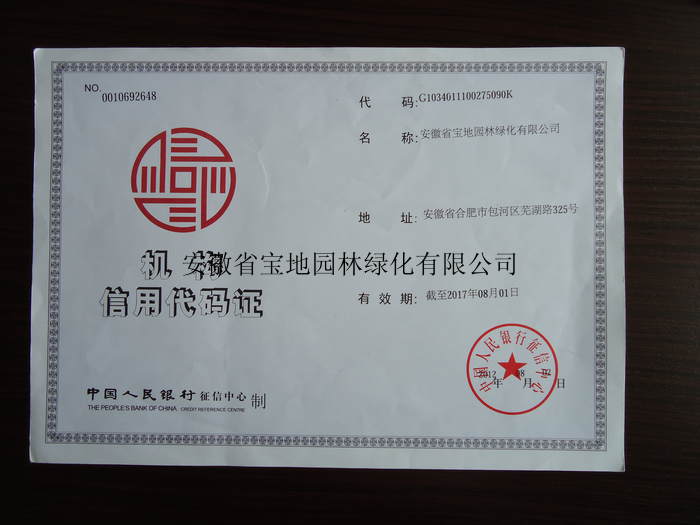 NO. 0010692648
代 码:G1034011100275090K
名 称:安徽省宝地园林绿化有限公司
地 址:安徽省合肥市包河区芜湖路325号
机构
安徽省宝地园林绿化有限公司
信用代码证
有 效 期:截至2017年08月01日
中国人民银行征信中心
2012 年 08 月 日
中国人民银行征信中心 制
THE PEOPLE'S BANK OF CHINA CREDIT REFERENCE CENTRE